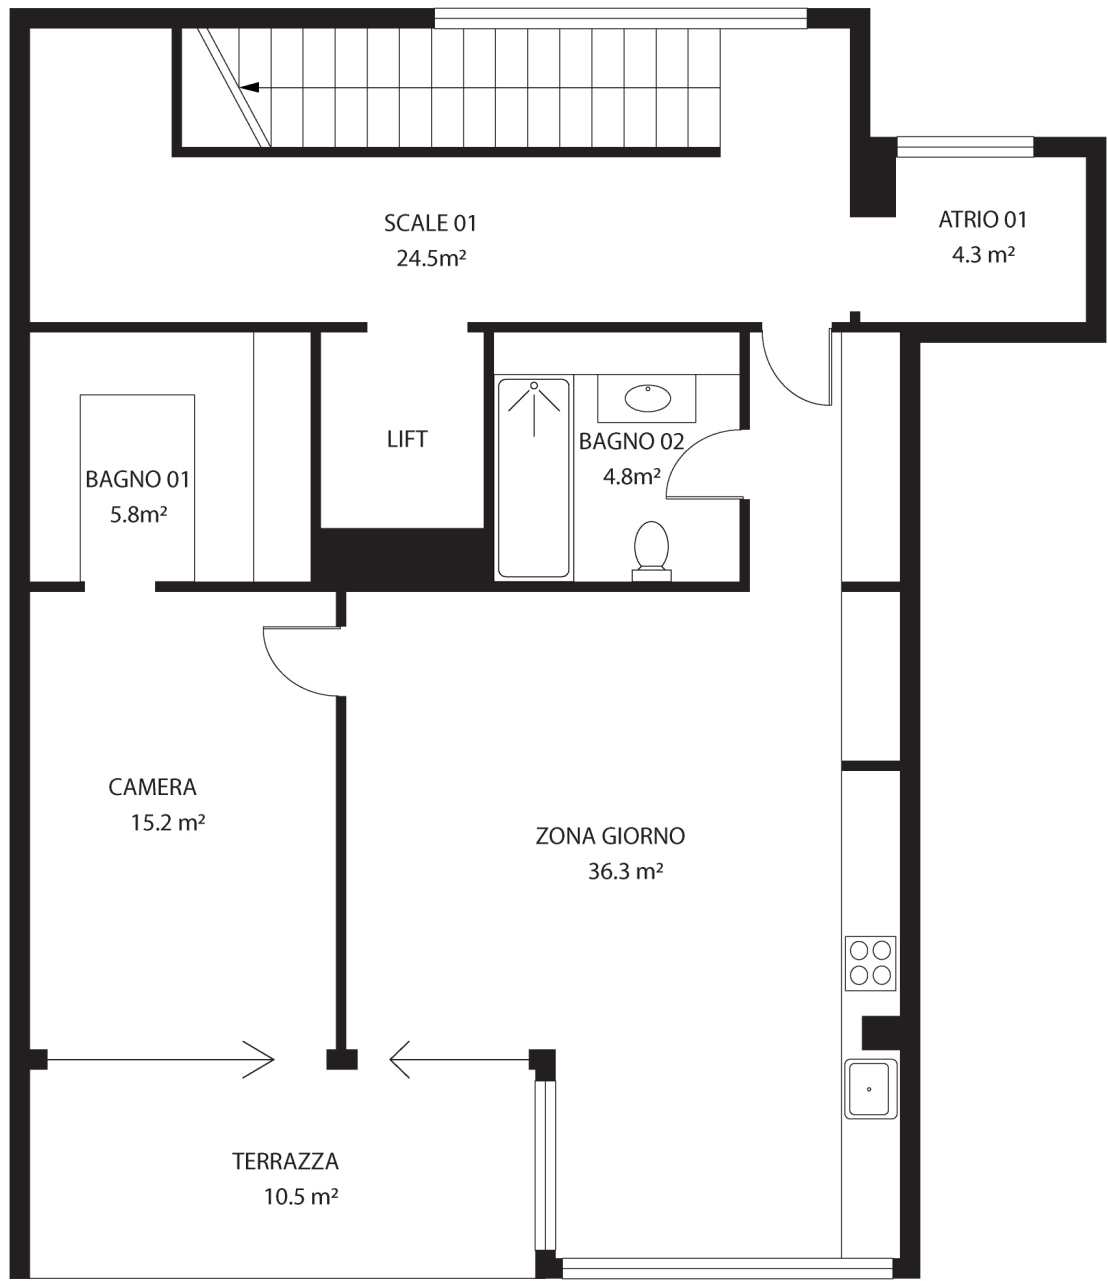 SCALE 01
24.5m²
ATRIO 01
4.3 m²
LIFT
BAGNO 02
4.8m²
BAGNO 01
5.8m²
CAMERA
15.2 m²
ZONA GIORNO
36.3 m²
TERRAZZA
10.5 m²